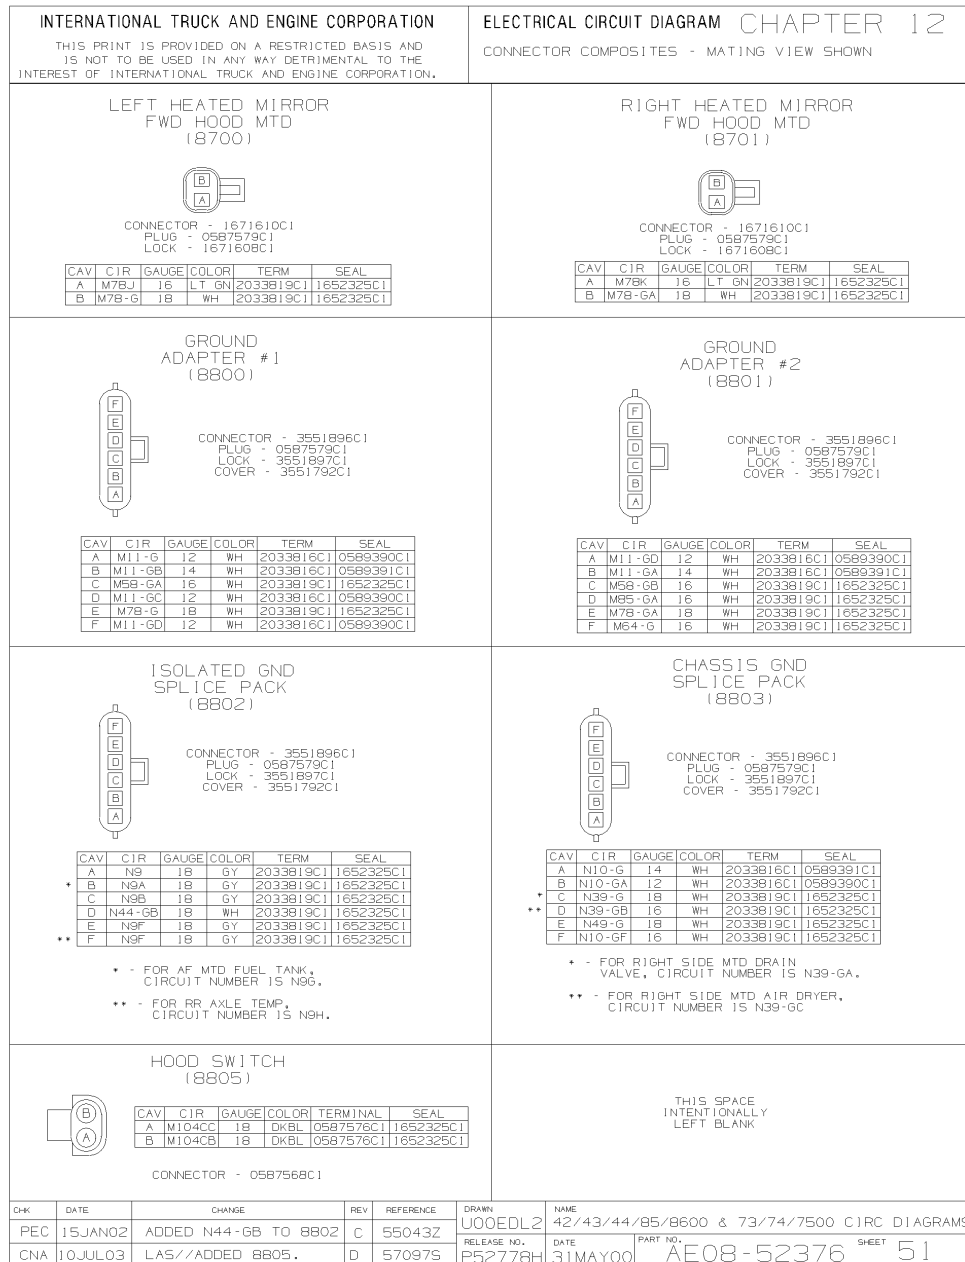 INTERNATIONAL TRUCK AND ENGINE CORPORATION
THIS PRINT IS PROVIDED ON A RESTRICTED BASIS AND
IS NOT TO BE USED IN ANY WAY DETRIMENTAL TO THE
INTEREST OF INTERNATIONAL TRUCK AND ENGINE CORPORATION.
ELECTRICAL CIRCUIT DIAGRAM CHAPTER 12
CONNECTOR COMPOSITES - MATING VIEW SHOWN
LEFT HEATED MIRROR
FWD HOOD MTD
(8700)
B
A
CONNECTOR - 1671610C1
PLUG - 0587579C1
LOCK - 1671608C1
CAV CIR GAUGE COLOR TERM SEAL
A M78J 16 LT GN 2033819C1 1652325C1
B M78-G 18 WH 2033819C1 1652325C1
RIGHT HEATED MIRROR
FWD HOOD MTD
(8701)
B
A
CONNECTOR - 1671610C1
PLUG - 0587579C1
LOCK - 1671608C1
CAV CIR GAUGE COLOR TERM SEAL
A M78K 16 LT GN 2033819C1 1652325C1
B M78-GA 18 WH 2033819C1 1652325C1
GROUND
ADAPTER #1
(8800)
F
E
D
C
B
A
CONNECTOR - 3551896C1
PLUG - 0587579C1
LOCK - 3551897C1
COVER - 3551792C1
CAV CIR GAUGE COLOR TERM SEAL
A M11-G 12 WH 2033816C1 0589390C1
B M11-GB 14 WH 2033816C1 0589391C1
C M58-GA 16 WH 2033819C1 1652325C1
D M11-GC 12 WH 2033816C1 0589390C1
E M78-G 18 WH 2033819C1 1652325C1
F M11-GD 12 WH 2033816C1 0589390C1
GROUND
ADAPTER #2
(8801)
F
E
D
C
B
A
CONNECTOR - 3551896C1
PLUG - 0587579C1
LOCK - 3551897C1
COVER - 3551792C1
CAV CIR GAUGE COLOR TERM SEAL
A M11-GD 12 WH 2033816C1 0589390C1
B M11-GA 14 WH 2033816C1 0589391C1
C M58-GB 16 WH 2033819C1 1652325C1
D M85-GA 16 WH 2033819C1 1652325C1
E M78-GA 18 WH 2033819C1 1652325C1
F M64-G 16 WH 2033819C1 1652325C1
ISOLATED GND
SPLICE PACK
(8802)
F
E
D
C
B
A
CONNECTOR - 3551896C1
PLUG - 0587579C1
LOCK - 3551897C1
COVER - 3551792C1
CAV CIR GAUGE COLOR TERM SEAL
A N9 18 GY 2033819C1 1652325C1
* B N9A 18 GY 2033819C1 1652325C1
C N9B 18 GY 2033819C1 1652325C1
D N44-GB 18 WH 2033819C1 1652325C1
E N9F 18 GY 2033819C1 1652325C1
** F N9F 18 GY 2033819C1 1652325C1
* - FOR AF MTD FUEL TANK,
CIRCUIT NUMBER IS N9G.
** - FOR RR AXLE TEMP,
CIRCUIT NUMBER IS N9H.
CHASSIS GND
SPLICE PACK
(8803)
F
E
D
C
B
A
CONNECTOR - 3551896C1
PLUG - 0587579C1
LOCK - 3551897C1
COVER - 3551792C1
CAV CIR GAUGE COLOR TERM SEAL
A N10-G 14 WH 2033816C1 0589391C1
B N10-GA 12 WH 2033816C1 0589390C1
* C N39-G 18 WH 2033819C1 1652325C1
** D N39-GB 16 WH 2033819C1 1652325C1
E N49-G 18 WH 2033819C1 1652325C1
F N10-GF 16 WH 2033819C1 1652325C1
* - FOR RIGHT SIDE MTD DRAIN
VALVE, CIRCUIT NUMBER IS N39-GA.
** - FOR RIGHT SIDE MTD AIR DRYER,
CIRCUIT NUMBER IS N39-GC
HOOD SWITCH
(8805)
B
A
CAV CIR GAUGE COLOR TERMINAL SEAL
A M104CC 18 DKBL 0587576C1 1652325C1
B M104CB 18 DKBL 0587576C1 1652325C1
CONNECTOR - 0587568C1
THIS SPACE
INTENTIONALLY
LEFT BLANK
CHK DATE CHANGE REV REFERENCE
PEC 15JAN02 ADDED N44-GB TO 8802 C 55043Z
CNA 10JUL03 LAS//ADDED 8805. D 57097S
DRAWN
U00EDL2
NAME
42/43/44/85/8600 & 73/74/7500 CIRC DIAGRAMS
RELEASE NO.
P52778H
DATE
31MAY00
PART NO.
AE08-52376
SHEET 51